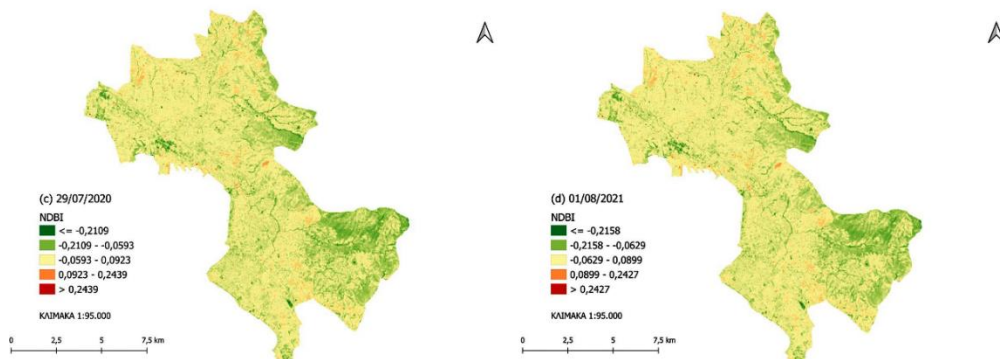 (c) 29/07/2020
NDBI
<= -0,2109
-0,2109 - -0,0593
-0,0593 - 0,0923
0,0923 - 0,2439
> 0,2439
ΚΛΙΜΑΚΑ 1:95.000
0 2,5 5 7,5 km
(d) 01/08/2021
NDBI
<= -0,2158
-0,2158 - -0,0629
-0,0629 - 0,0899
0,0899 - 0,2427
> 0,2427
ΚΛΙΜΑΚΑ 1:95.000
0 2,5 5 7,5 km